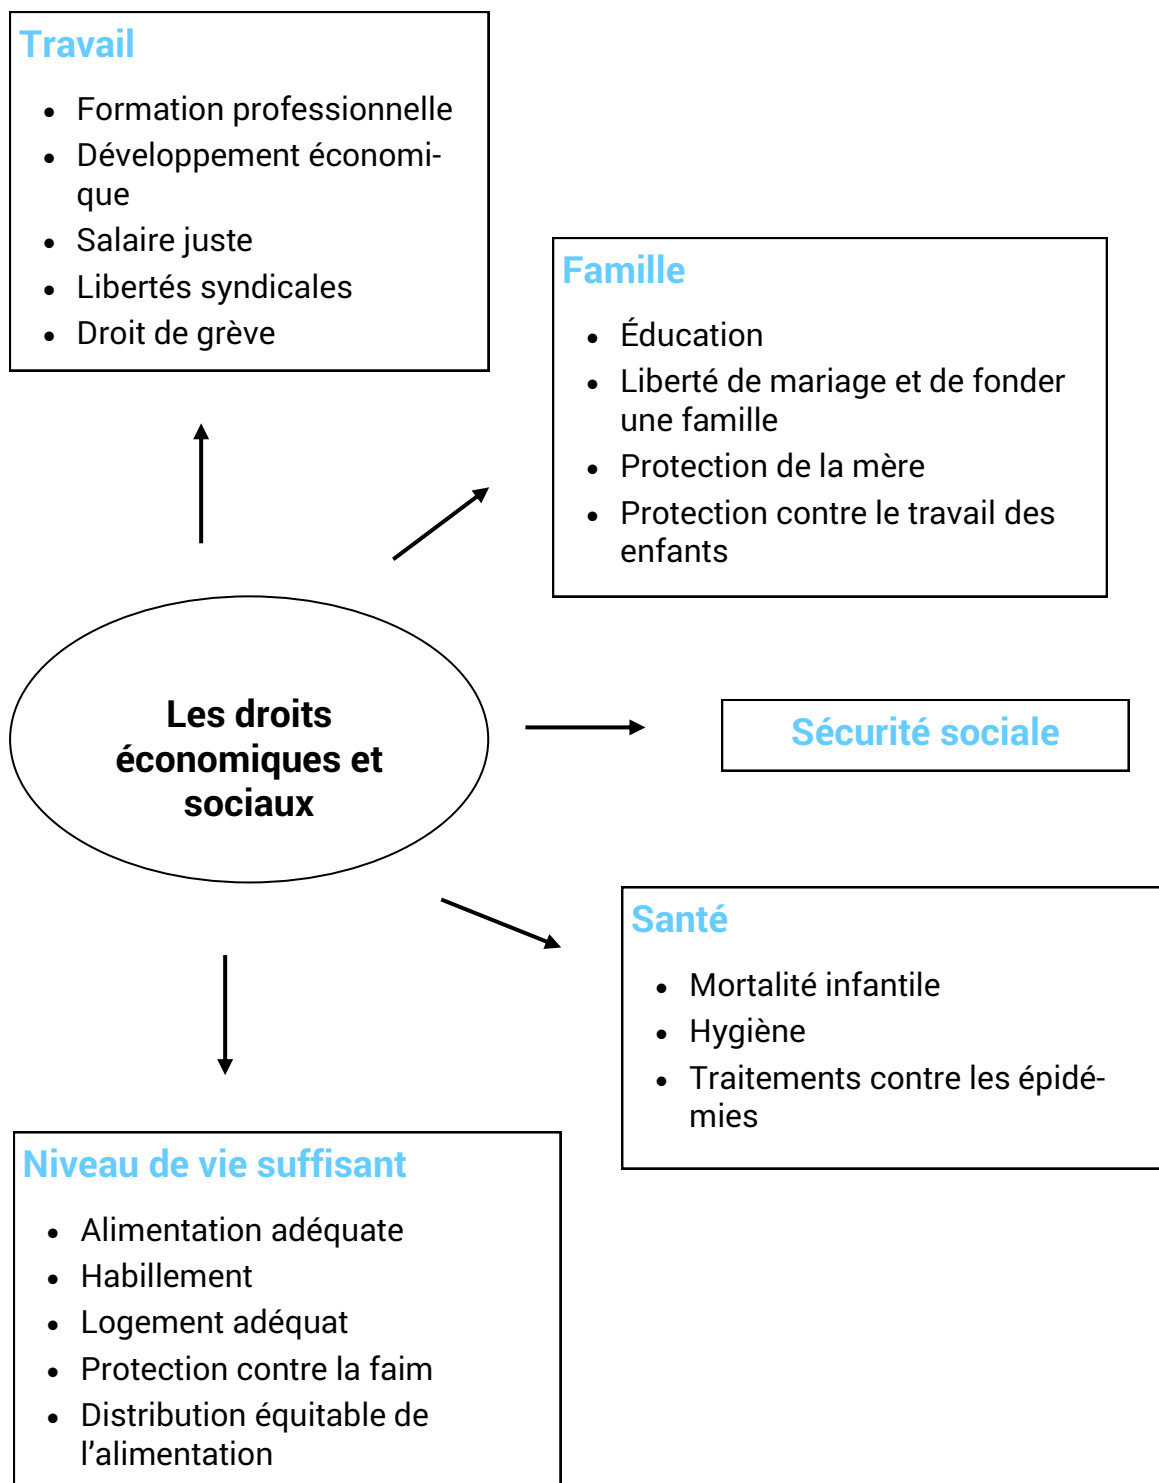 Travail
• Formation professionnelle
• Développement économi-
que
• Salaire juste
• Libertés syndicales
• Droit de grève
Famille
• Éducation
• Liberté de mariage et de fonder
une famille
• Protection de la mère
• Protection contre le travail des
enfants
Les droits
économiques et
sociaux
Sécurité sociale
Santé
• Mortalité infantile
• Hygiène
• Traitements contre les épidé-
mies
Niveau de vie suffisant
• Alimentation adéquate
• Habillement
• Logement adéquat
• Protection contre la faim
• Distribution équitable de
l’alimentation